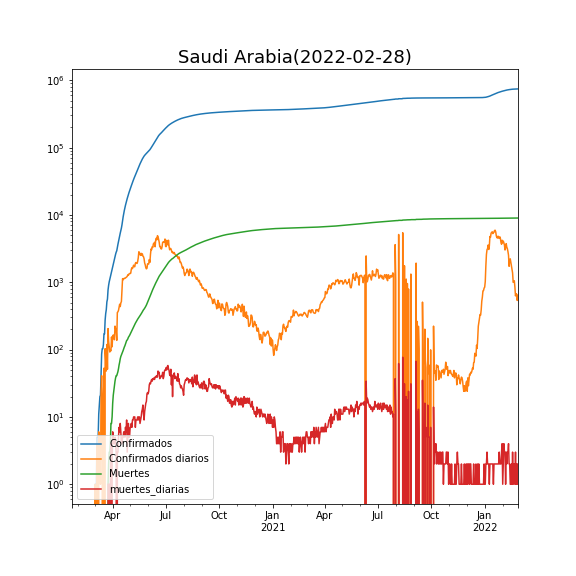 Saudi Arabia(2022-02-28)
10^6
10^5
10^4
10^3
10^2
10^1
10^0
Confirmados
Confirmados diarios
Muertes
muertes_diarias
Apr Jul Oct Jan Apr Jul Oct Jan
2021 2022